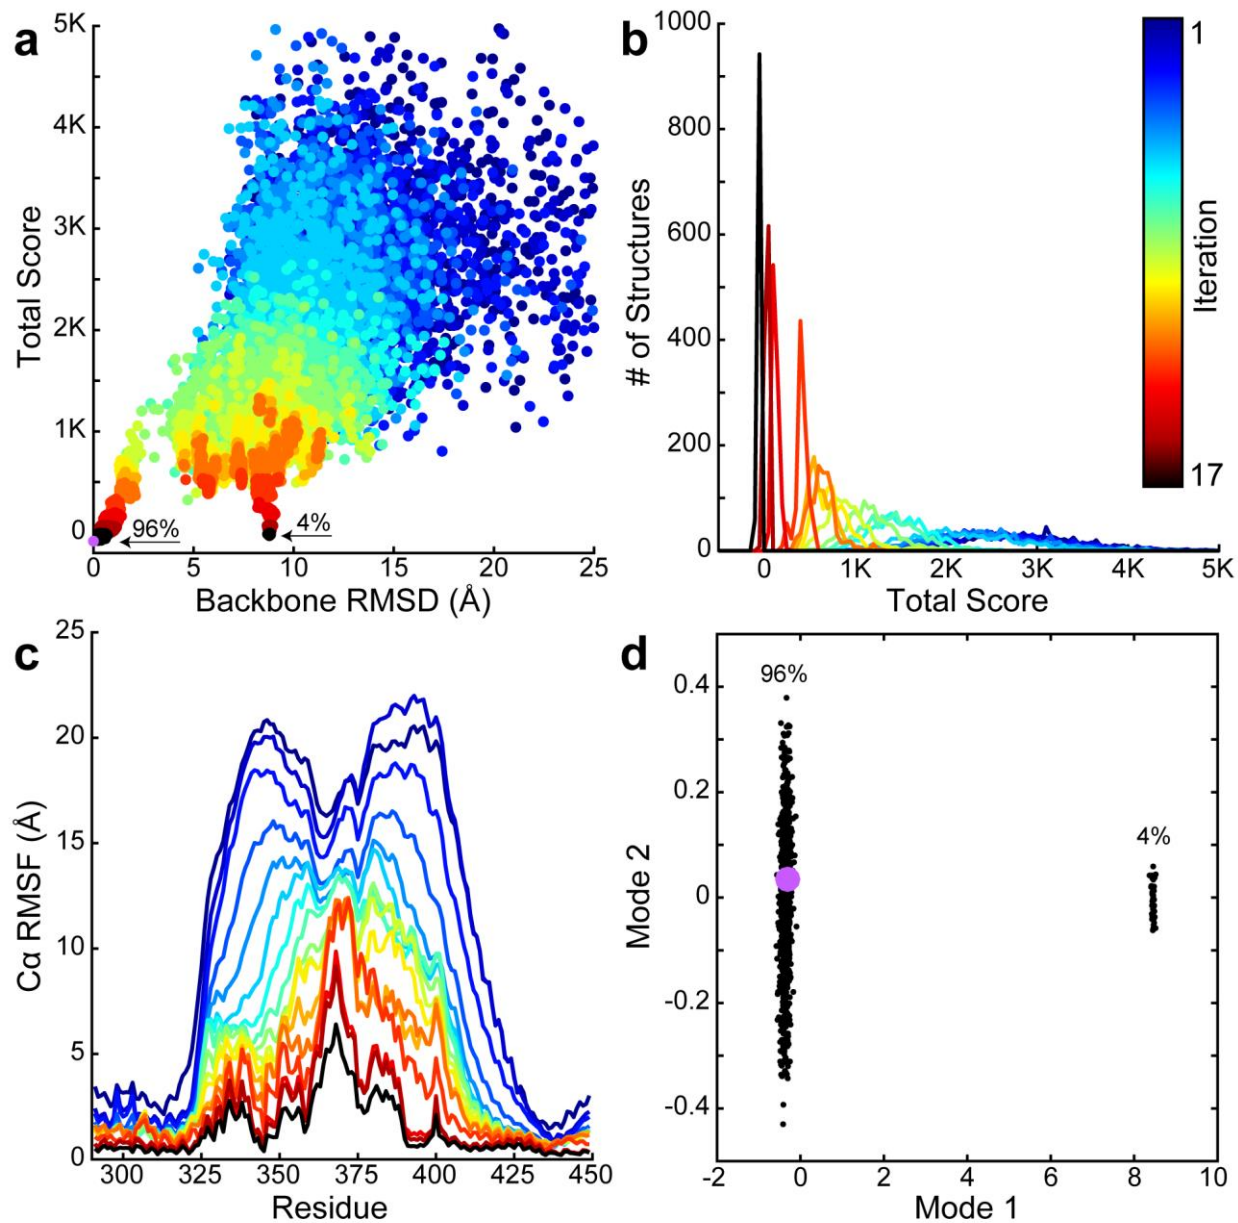 a
5K
4K
3K
2K
1K
0
Total Score
96%
4%
0
5
10
15
20
25
Backbone RMSD (Å)
b
1000
800
600
400
200
0
# of Structures
1
Iteration
17
0
1K
2K
3K
4K
5K
Total Score
c
25
20
15
10
5
0
Cα RMSF (Å)
300
325
350
375
400
425
450
Residue
d
96%
4%
0.4
0.2
0
-0.2
-0.4
Mode 2
-2
0
2
4
6
8
10
Mode 1